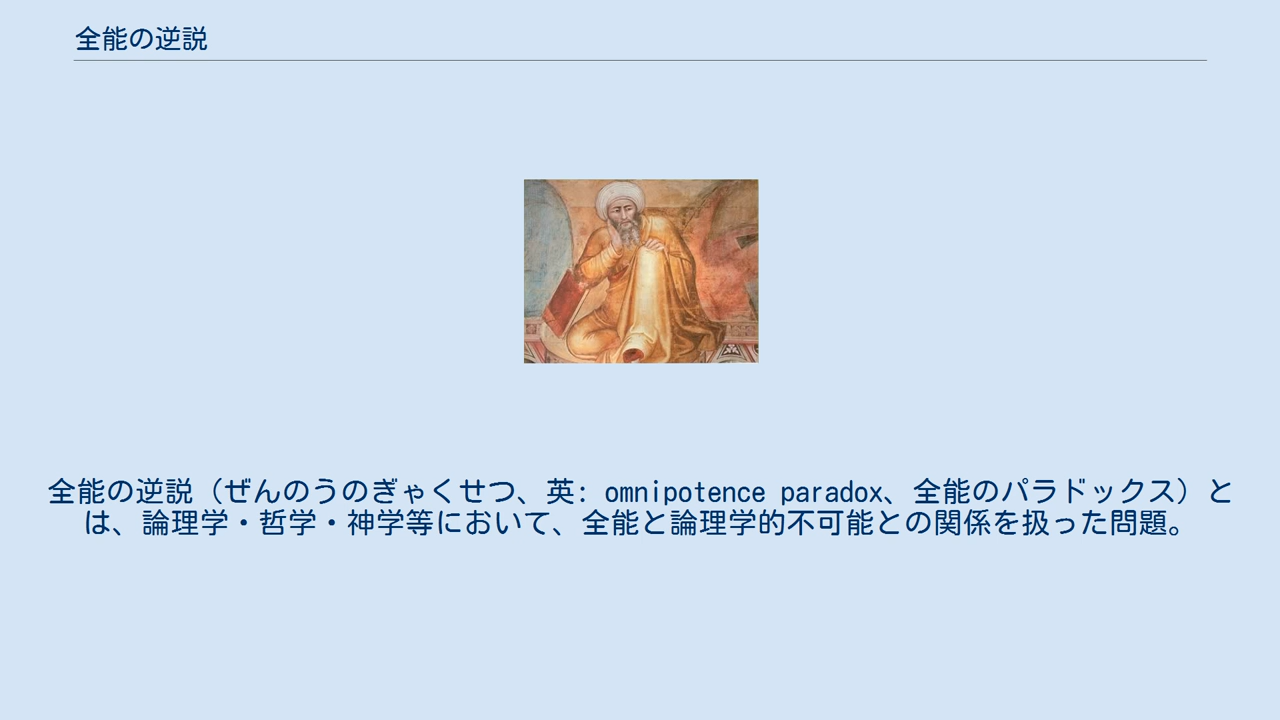 全能の逆説
全能の逆説（ぜんのうのぎゃくせつ、英: omnipotence paradox、全能のパラドックス）と
は、論理学・哲学・神学等において、全能と論理学的不可能との関係を扱った問題。